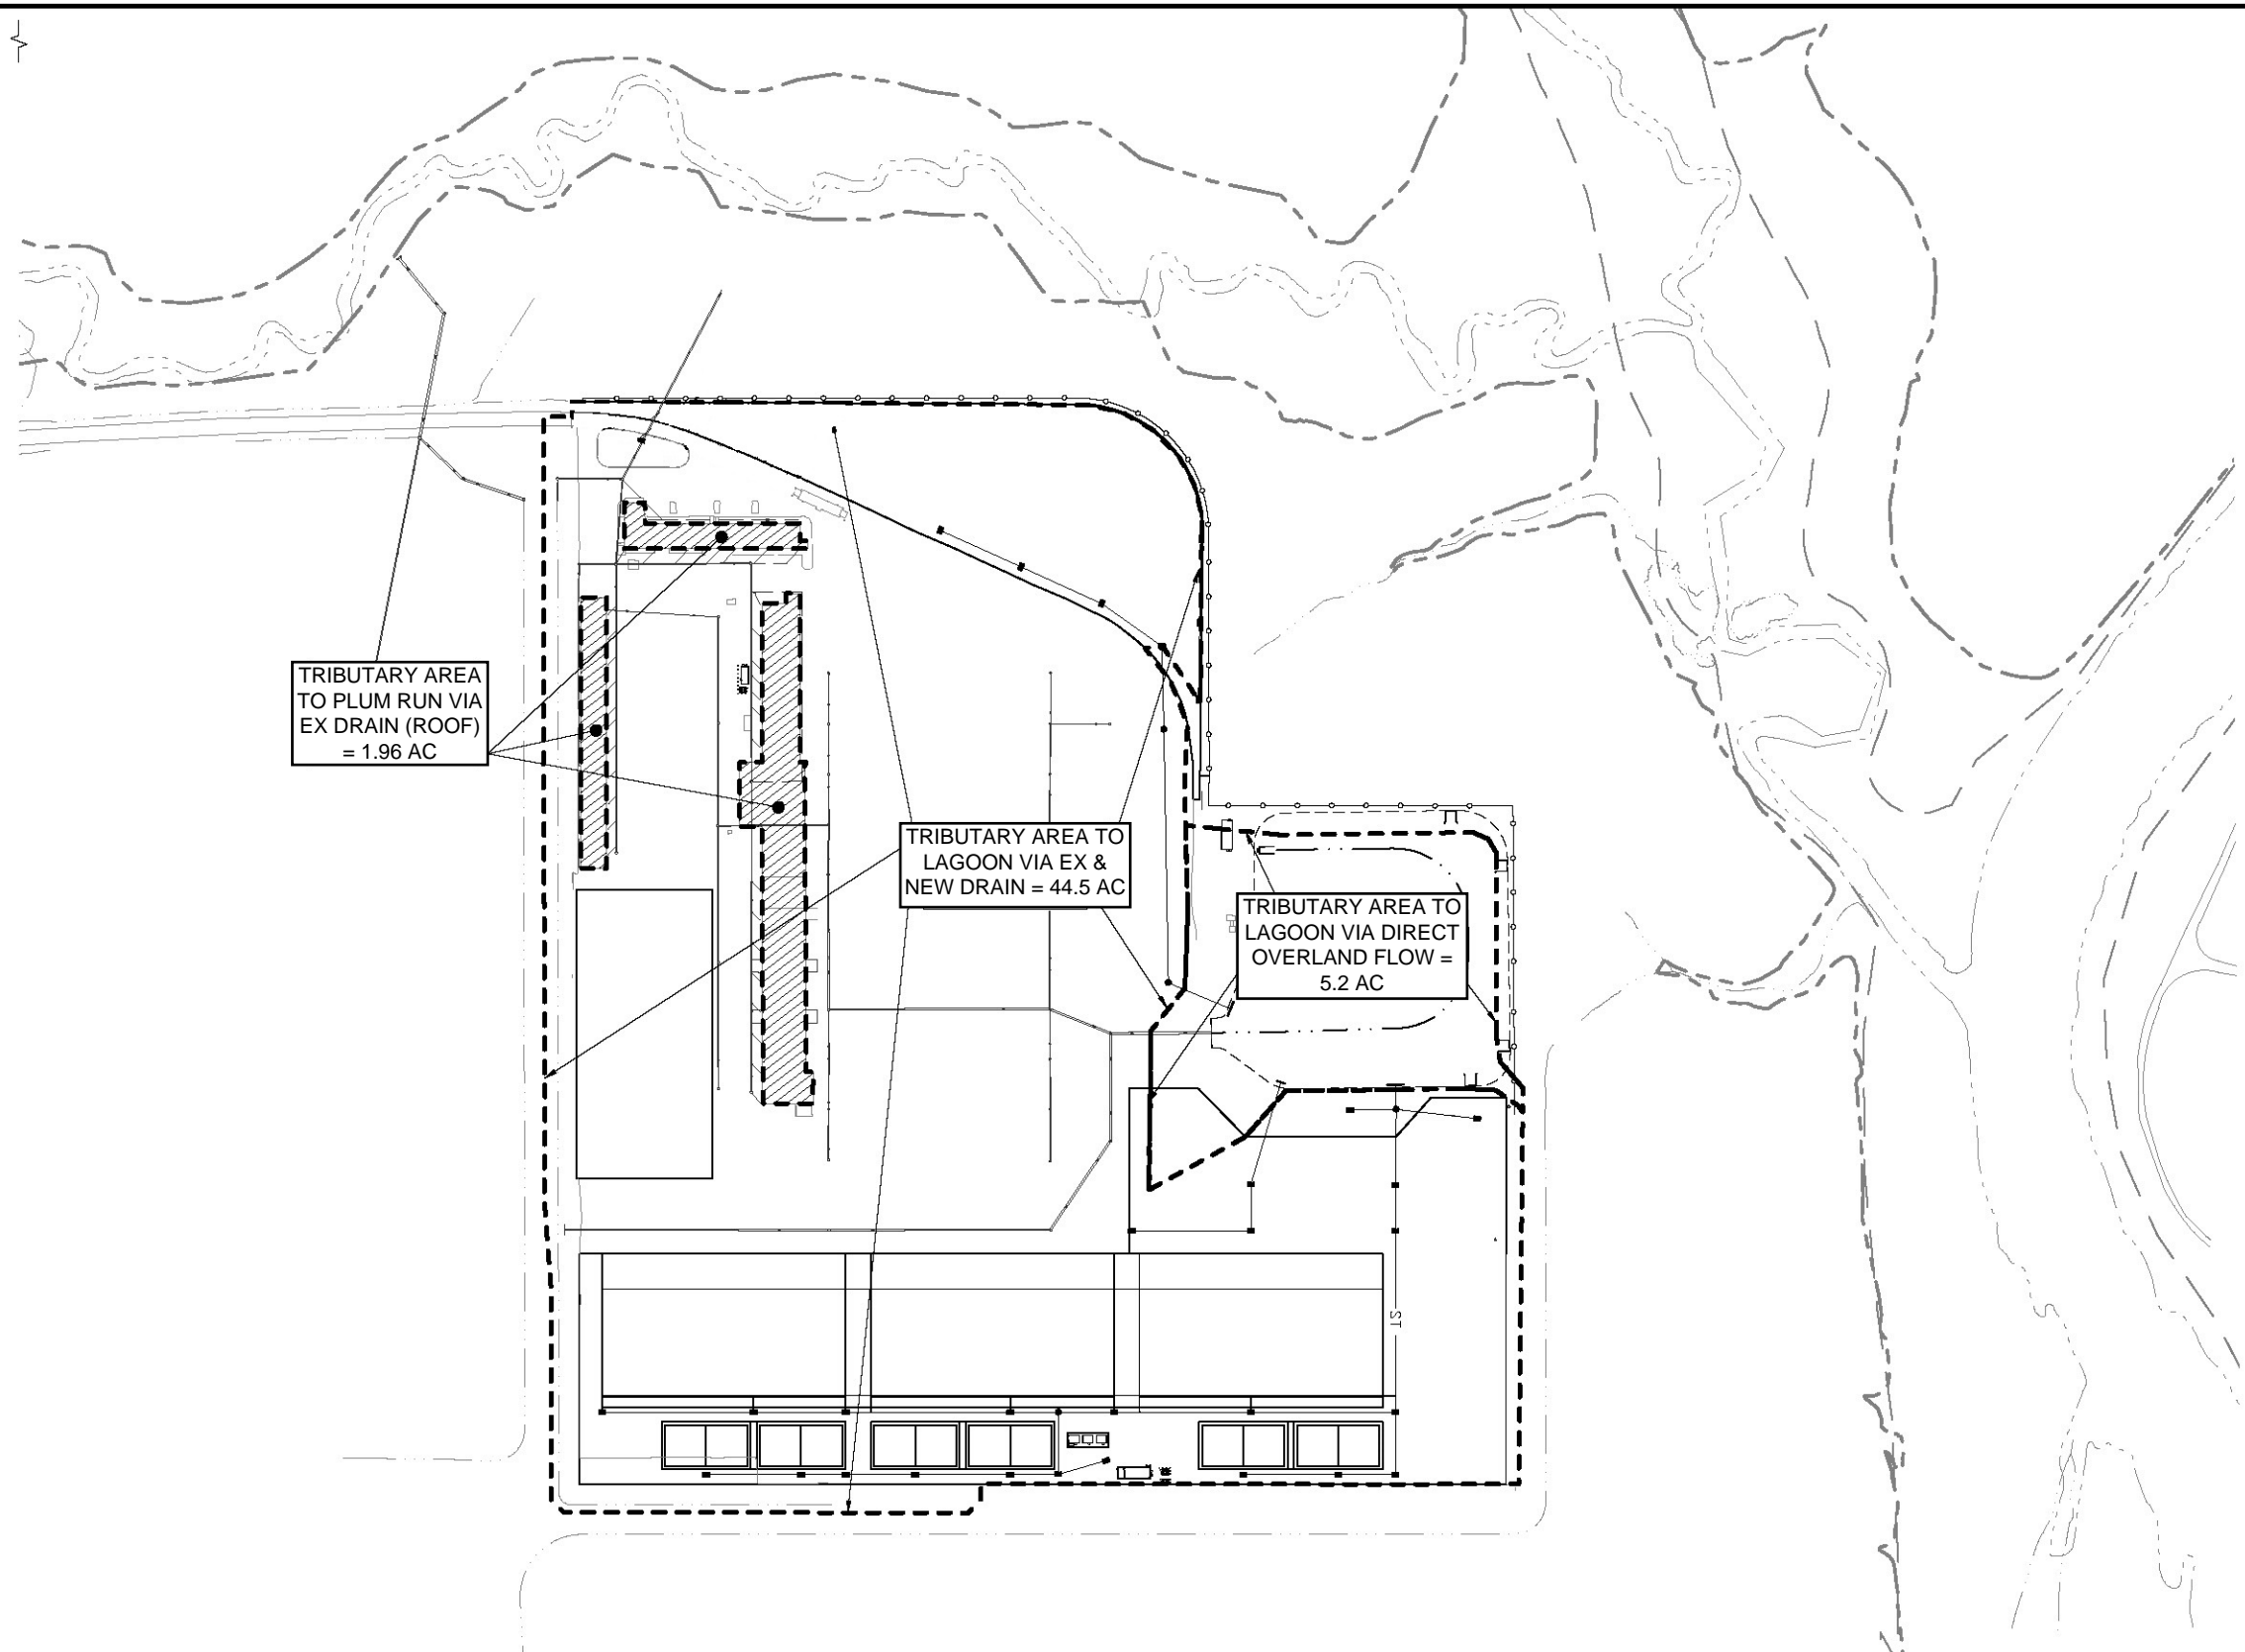 TRIBUTARY AREA
TO PLUM RUN VIA
EX DRAIN (ROOF)
= 1.96 AC
TRIBUTARY AREA TO
LAGOON VIA EX &
NEW DRAIN = 44.5 AC
TRIBUTARY AREA TO
LAGOON VIA DIRECT
OVERLAND FLOW =
5.2 AC
ST